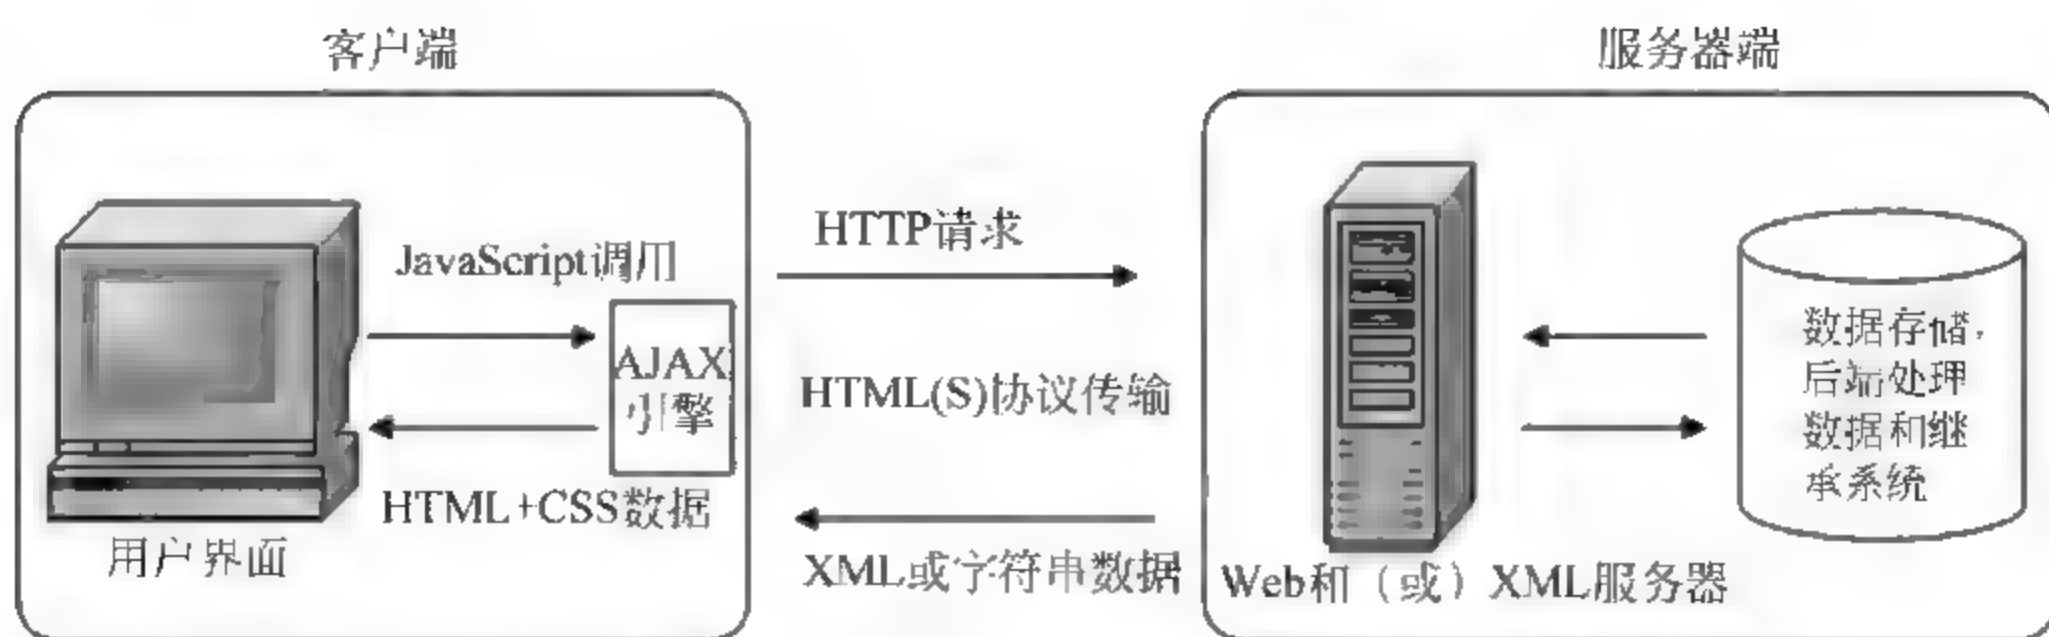 客户端
服务器端
JavaScript调用
AJAX
引擎
HTML+CSS数据
用户界面
HTTP请求
HTML(S)协议传输
XML或字符串数据
Web和（或）XML服务器
数据存储，
后端处理
数据和继
承系统